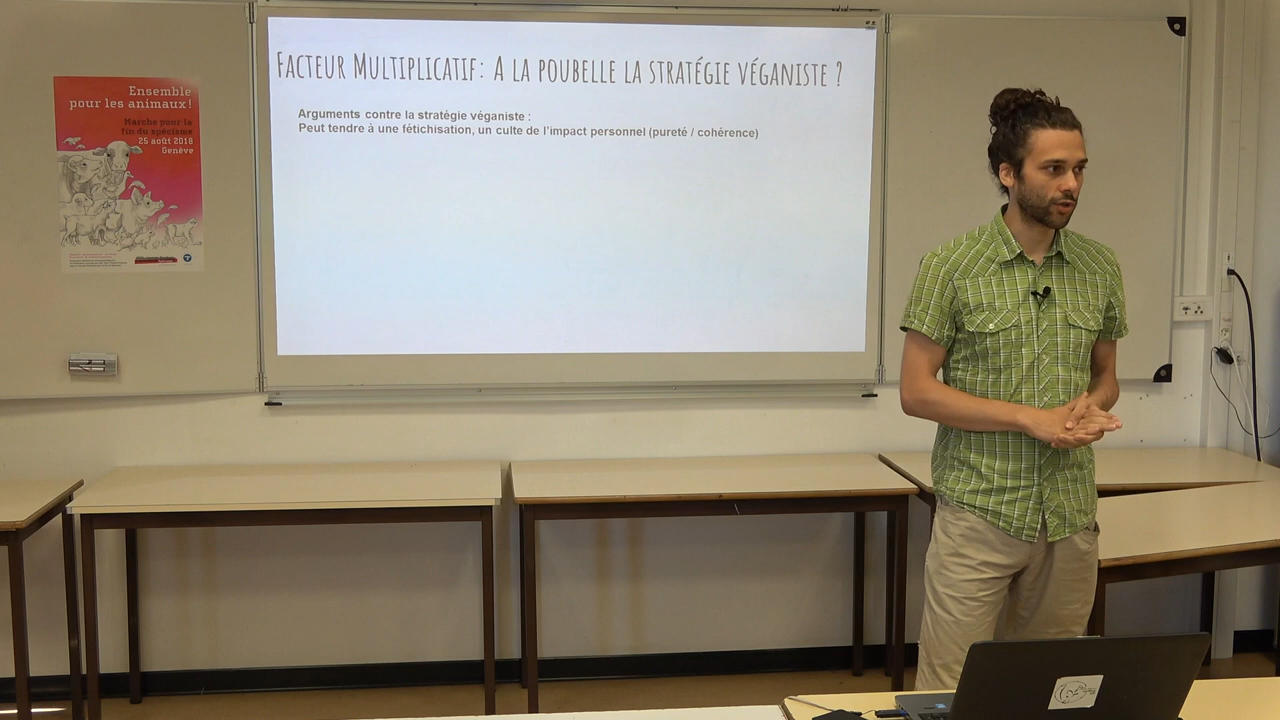 Ensemble
pour les animaux!
Marche pour la
fin du spécisme
25 août 2018
Genève
FACTEUR MULTIPLICATIF: A LA POUBELLE LA STRATÉGIE VÉGANISTE ?
Arguments contre la stratégie véganiste :
Peut tendre à une fétichisation, un culte de l'impact personnel (pureté / cohérence)